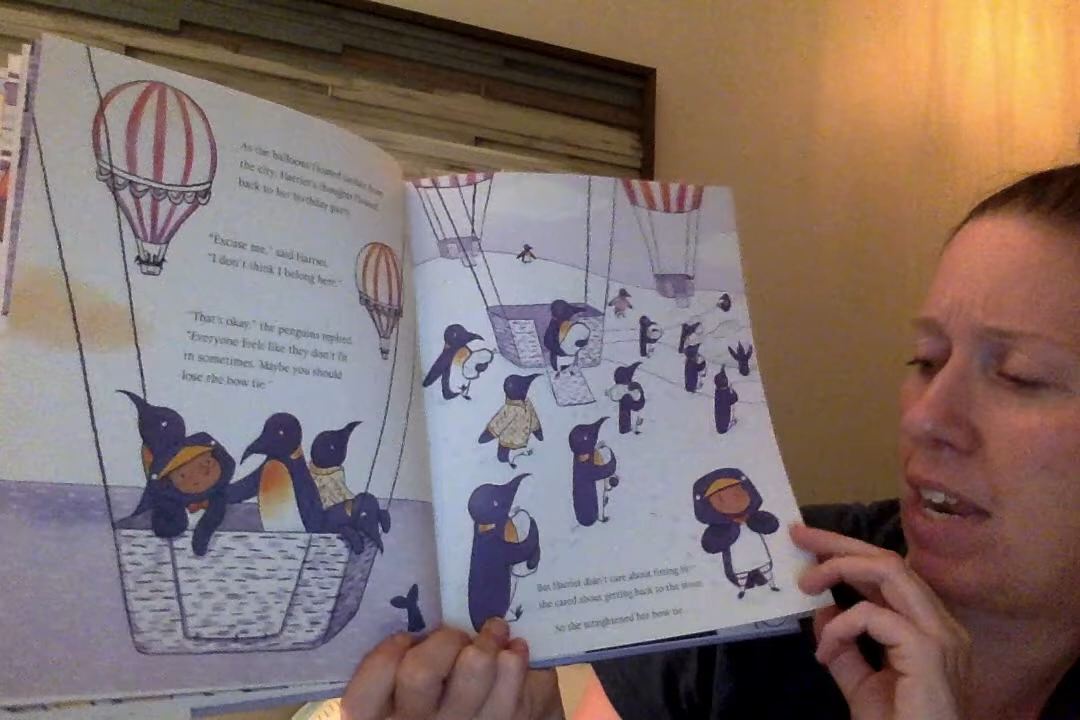 As the balloons floated farther from
the city, Harriet's thoughts floated
back to her birthday party.
"Excuse me," said Harriet.
"I don't think I belong here."
"That's okay," the penguins replied.
"Everyone feels like they don't fit
in sometimes. Maybe you should
lose the bow tie."
But Harriet didn't care about fitting in—
she cared about getting back to the store.
So she straightened her bow tie